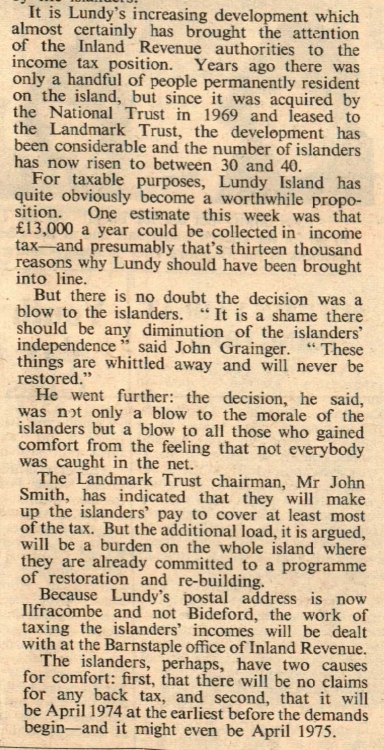 It is Lundy's increasing development which
almost certainly has brought the attention
of the Inland Revenue authorities to the
income tax position. Years ago there was
only a handful of people permanently resident
on the island, but since it was acquired by
the National Trust in 1969 and leased to
the Landmark Trust, the development has
been considerable and the number of islanders
has now risen to between 30 and 40.
For taxable purposes, Lundy Island has
quite obviously become a worthwhile propo-
sition. One estimate this week was that
£13,000 a year could be collected in income
tax—and presumably that's thirteen thousand
reasons why Lundy should have been brought
into line.
But there is no doubt the decision was a
blow to the islanders. "It is a shame there
should be any diminution of the islanders'
independence" said John Grainger. "These
things are whittled away and will never be
restored."
He went further: the decision, he said,
was not only a blow to the morale of the
islanders but a blow to all those who gained
comfort from the feeling that not everybody
was caught in the net.
The Landmark Trust chairman, Mr John
Smith, has indicated that they will make
up the islanders' pay to cover at least most
of the tax. But the additional load, it is argued,
will be a burden on the whole island where
they are already committed to a programme
of restoration and re-building.
Because Lundy's postal address is now
Ilfracombe and not Bideford, the work of
taxing the islanders' incomes will be dealt
with at the Barnstaple office of Inland Revenue.
The islanders, perhaps, have two causes
for comfort: first, that there will be no claims
for any back tax, and second, that it will
be April 1974 at the earliest before the demands
begin—and it might even be April 1975.